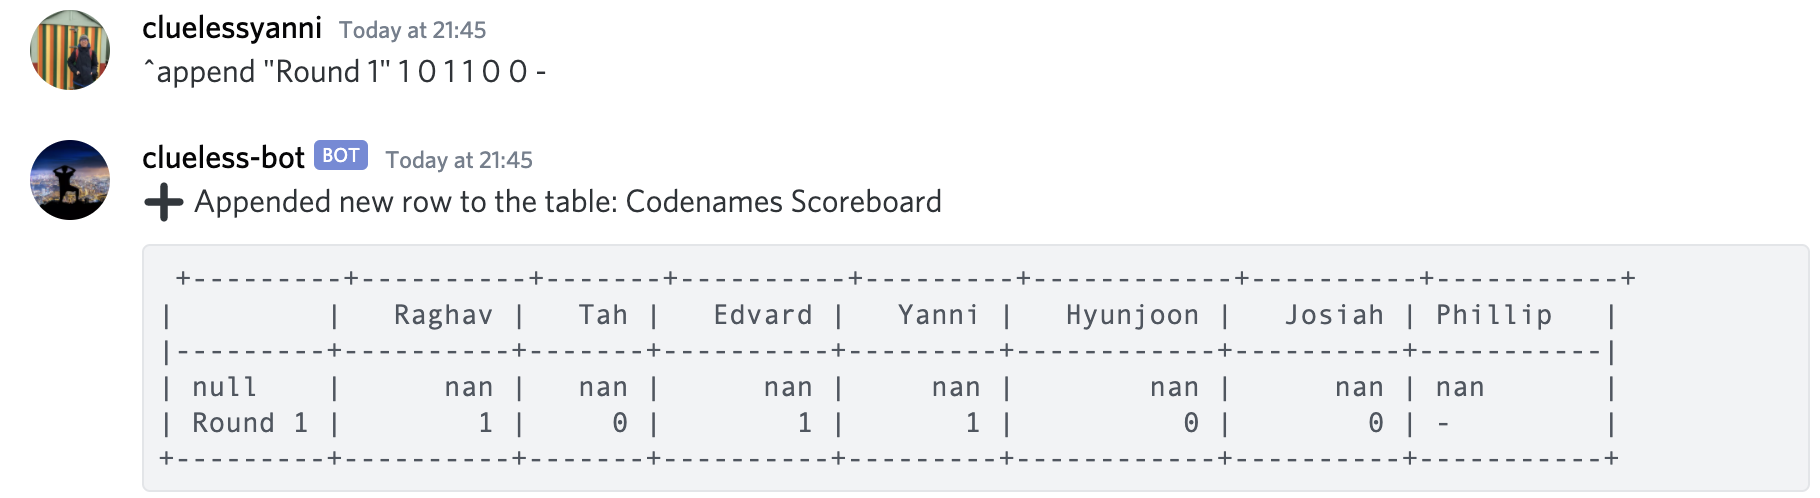 cluelessyanni Today at 21:45
^append "Round 1" 1 0 1 1 0 0 -
clueless-bot BOT Today at 21:45
➕ Appended new row to the table: Codenames Scoreboard
 +---------+----------+-------+----------+---------+------------+----------+-----------+
|         |   Raghav |   Tah |   Edvard |   Yanni |   Hyunjoon |   Josiah | Phillip   |
|---------+----------+-------+----------+---------+------------+----------+-----------|
| null    |      nan |   nan |      nan |     nan |        nan |      nan | nan       |
| Round 1 |        1 |     0 |        1 |       1 |          0 |        0 | -         |
+---------+----------+-------+----------+---------+------------+----------+-----------+